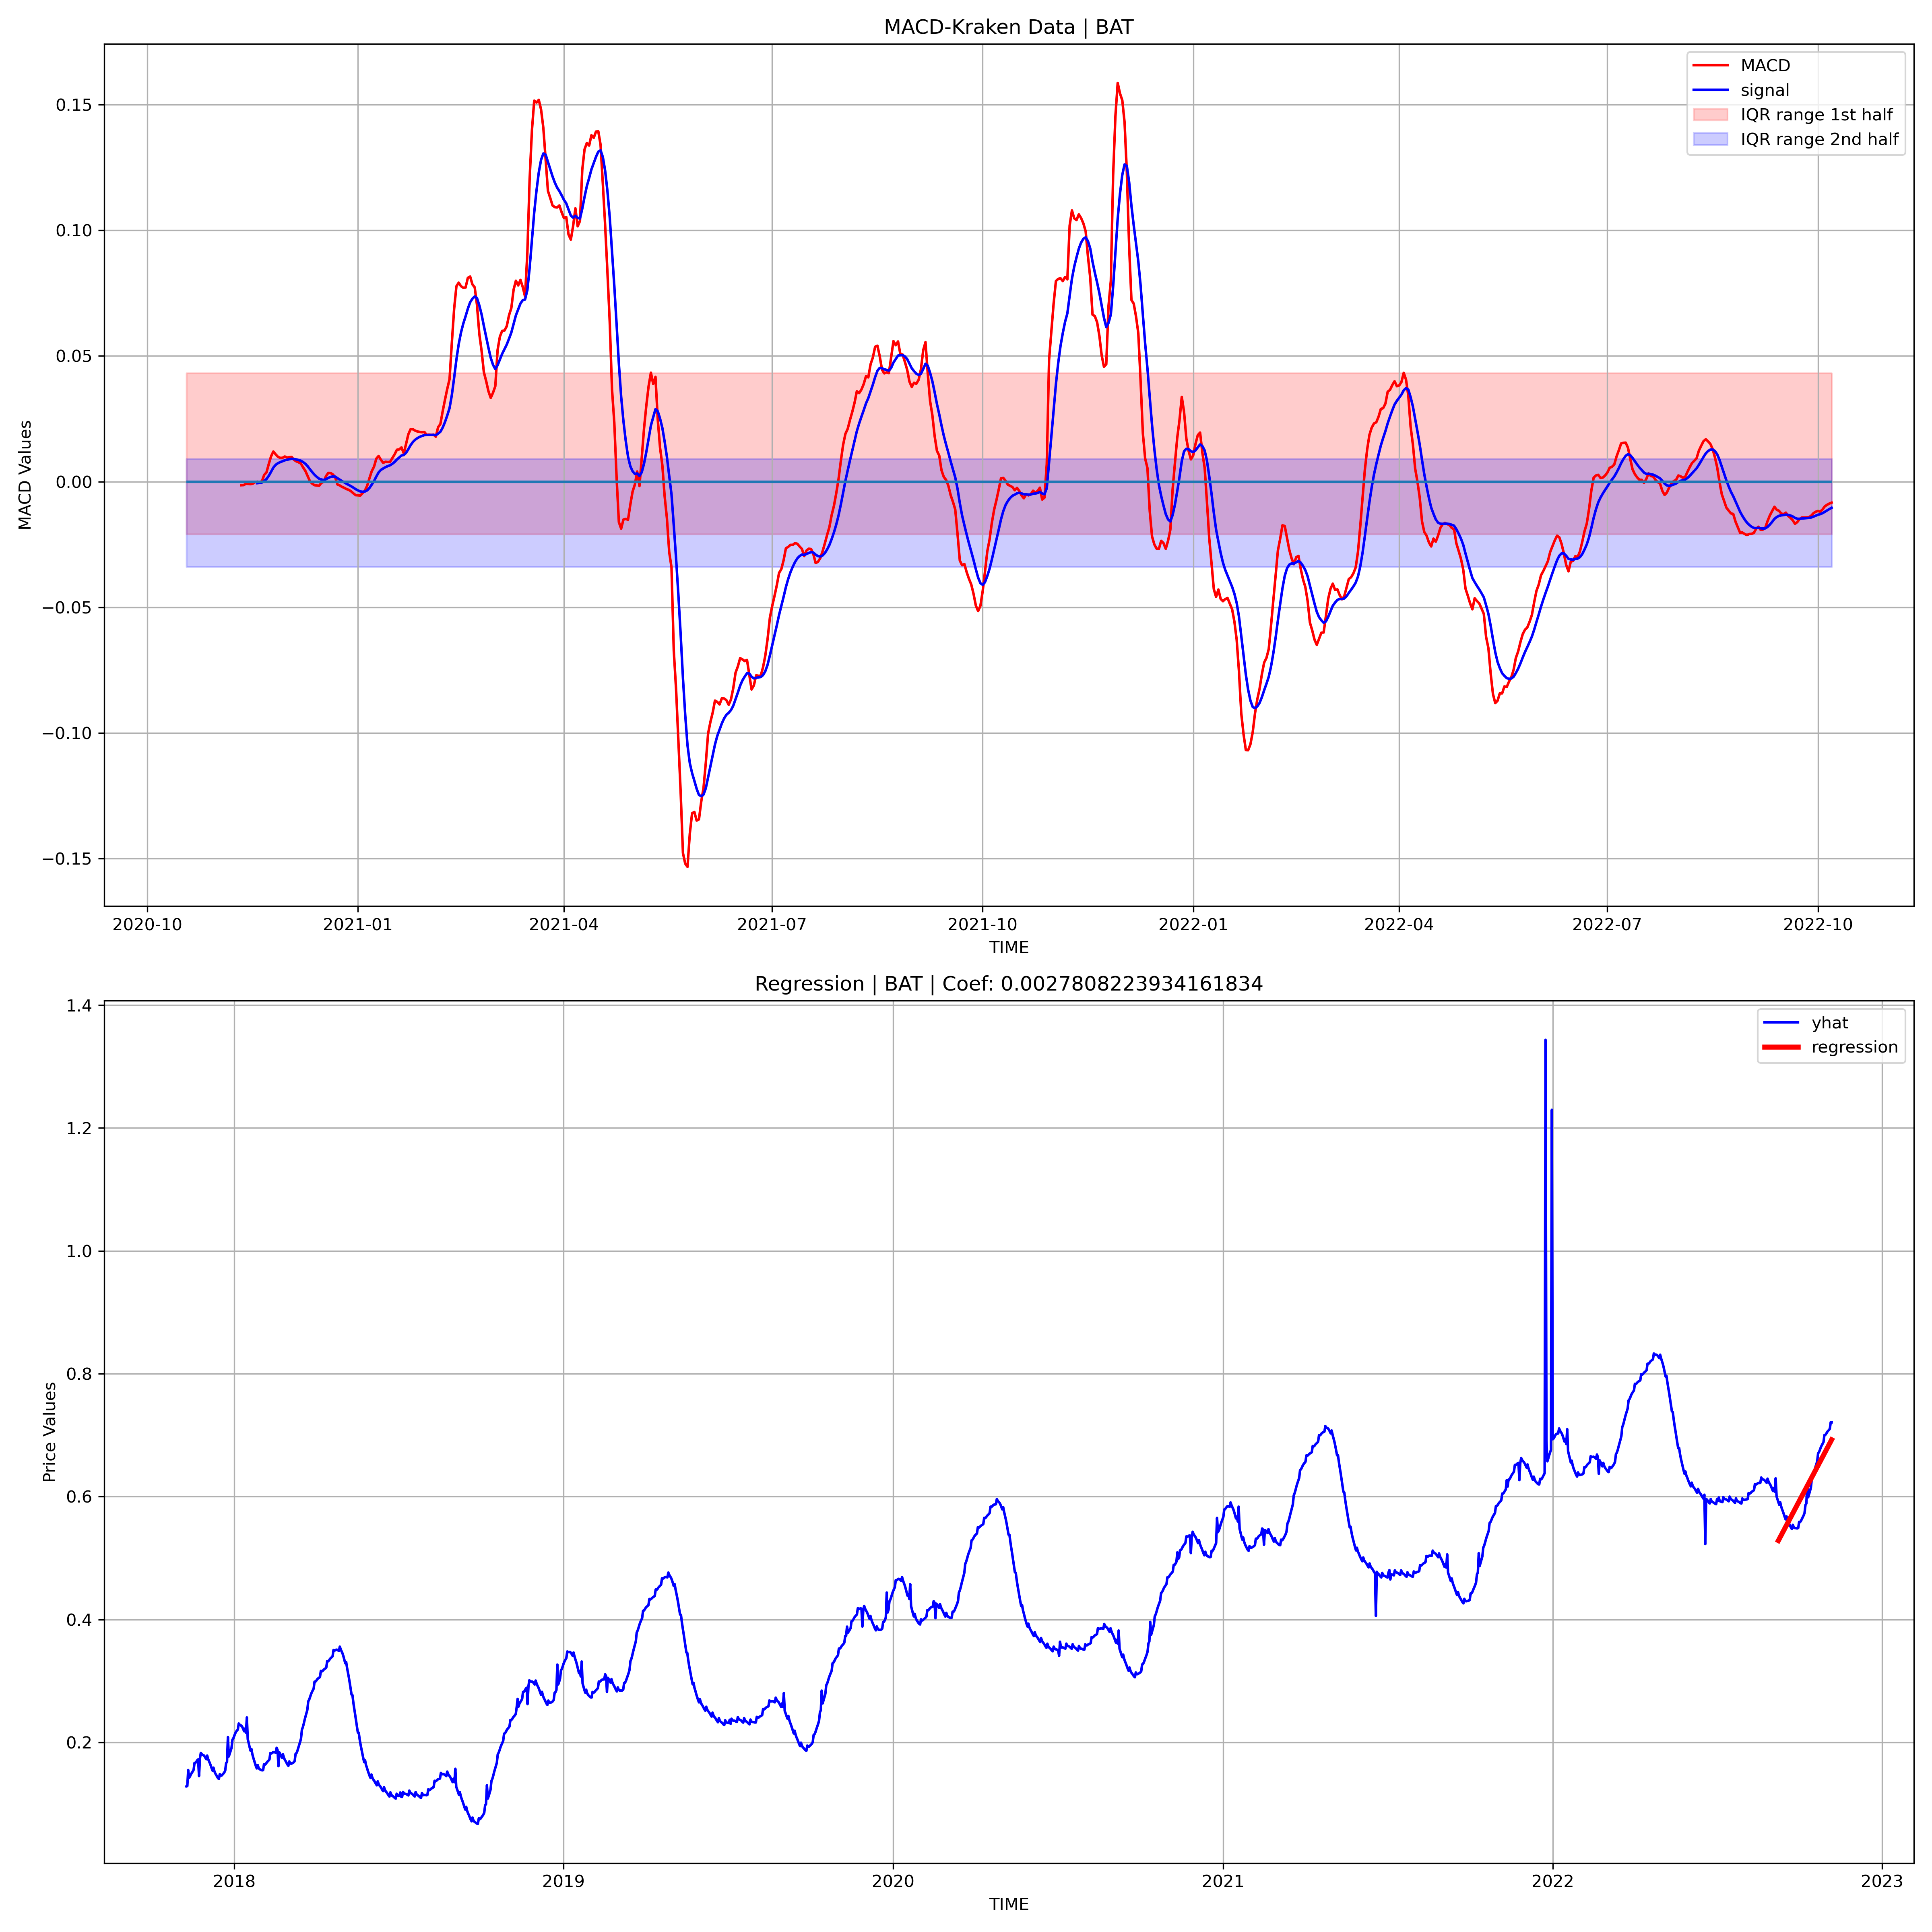 MACD-Kraken Data | BAT
MACD
signal
IQR range 1st half
IQR range 2nd half
MACD Values
0.15
0.10
0.05
0.00
−0.05
−0.10
−0.15
2020-10 2021-01 2021-04 2021-07 2021-10 2022-01 2022-04 2022-07 2022-10
TIME
Regression | BAT | Coef: 0.0027808223934161834
yhat
regression
Price Values
1.4
1.2
1.0
0.8
0.6
0.4
0.2
2018 2019 2020 2021 2022 2023
TIME